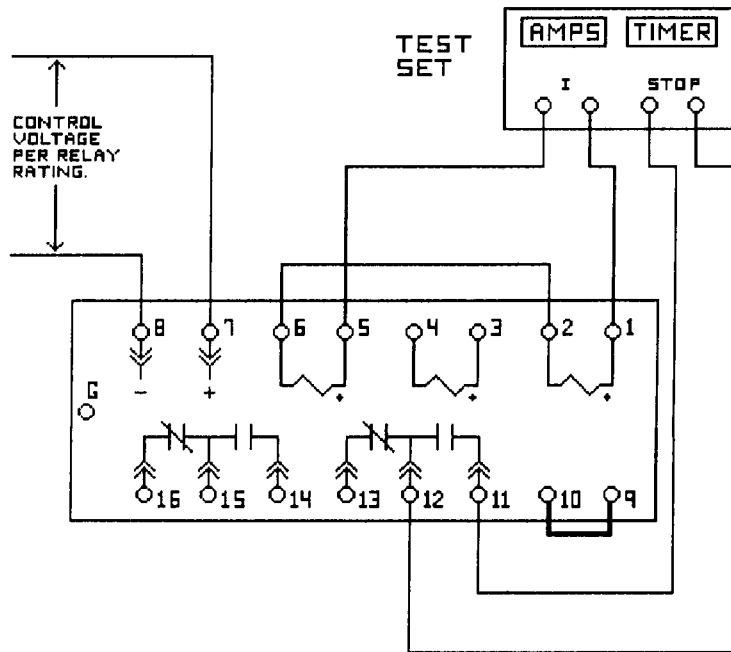 TEST
SET
AMPS TIMER
I STOP
CONTROL
VOLTAGE
PER RELAY
RATING.
8 7 6 5 4 3 2 1
- + + + +
G
16 15 14 13 12 11 10 9